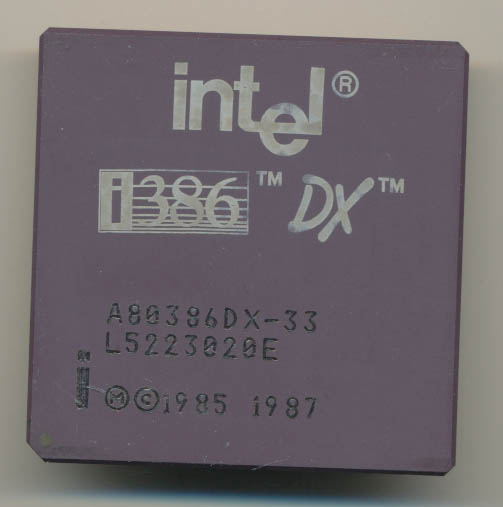 intel®
i386™ DX™
A80386DX-33
L5223020E
i
Ⓜ©1985 1987